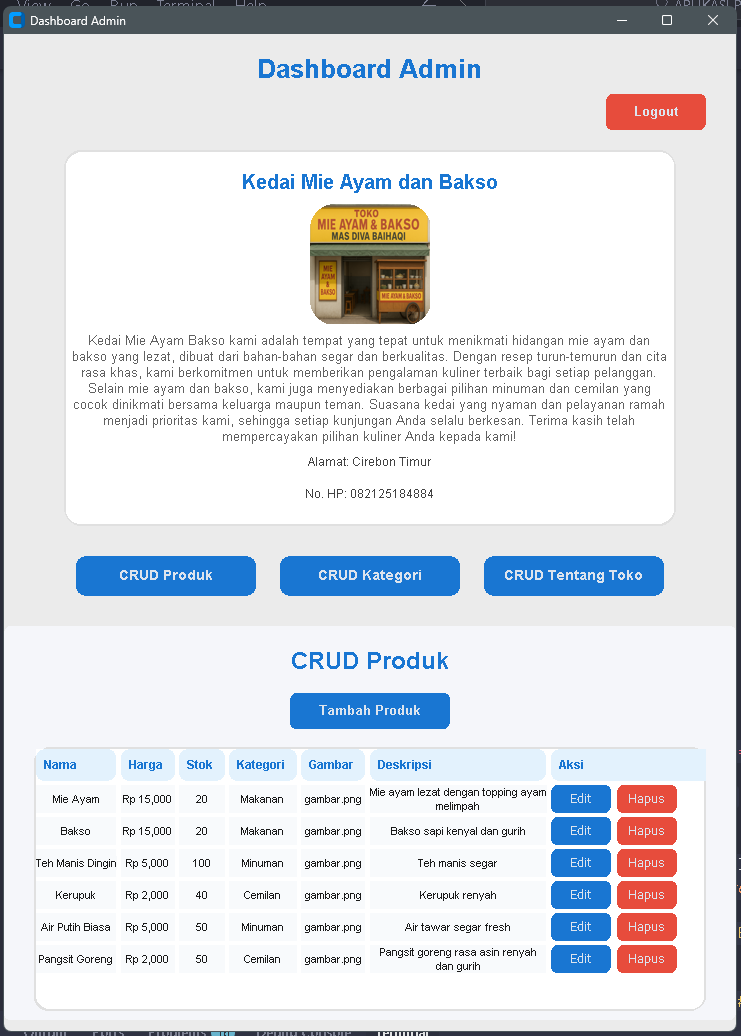 View Go Run Terminal Help
Dashboard Admin
Dashboard Admin
Logout
Kedai Mie Ayam dan Bakso
TOKO
MIE AYAM & BAKSO
MAS DIVA BAIHAQI
MIE
AYAM
&
BAKSO
MIE AYAM & BAKSO
Kedai Mie Ayam Bakso kami adalah tempat yang tepat untuk menikmati hidangan mie ayam dan
bakso yang lezat, dibuat dari bahan-bahan segar dan berkualitas. Dengan resep turun-temurun dan cita
rasa khas, kami berkomitmen untuk memberikan pengalaman kuliner terbaik bagi setiap pelanggan.
Selain mie ayam dan bakso, kami juga menyediakan berbagai pilihan minuman dan cemilan yang
cocok dinikmati bersama keluarga maupun teman. Suasana kedai yang nyaman dan pelayanan ramah
menjadi prioritas kami, sehingga setiap kunjungan Anda selalu berkesan. Terima kasih telah
mempercayakan pilihan kuliner Anda kepada kami!
Alamat: Cirebon Timur
No. HP: 082125184884
CRUD Produk CRUD Kategori CRUD Tentang Toko
CRUD Produk
Tambah Produk
Nama Harga Stok Kategori Gambar Deskripsi Aksi
Mie Ayam Rp 15,000 20 Makanan gambar.png Mie ayam lezat dengan topping ayam melimpah Edit Hapus
Bakso Rp 15,000 20 Makanan gambar.png Bakso sapi kenyal dan gurih Edit Hapus
Teh Manis Dingin Rp 5,000 100 Minuman gambar.png Teh manis segar Edit Hapus
Kerupuk Rp 2,000 40 Cemilan gambar.png Kerupuk renyah Edit Hapus
Air Putih Biasa Rp 5,000 50 Minuman gambar.png Air tawar segar fresh Edit Hapus
Pangsit Goreng Rp 2,000 50 Cemilan gambar.png Pangsit goreng rasa asin renyah dan gurih Edit Hapus